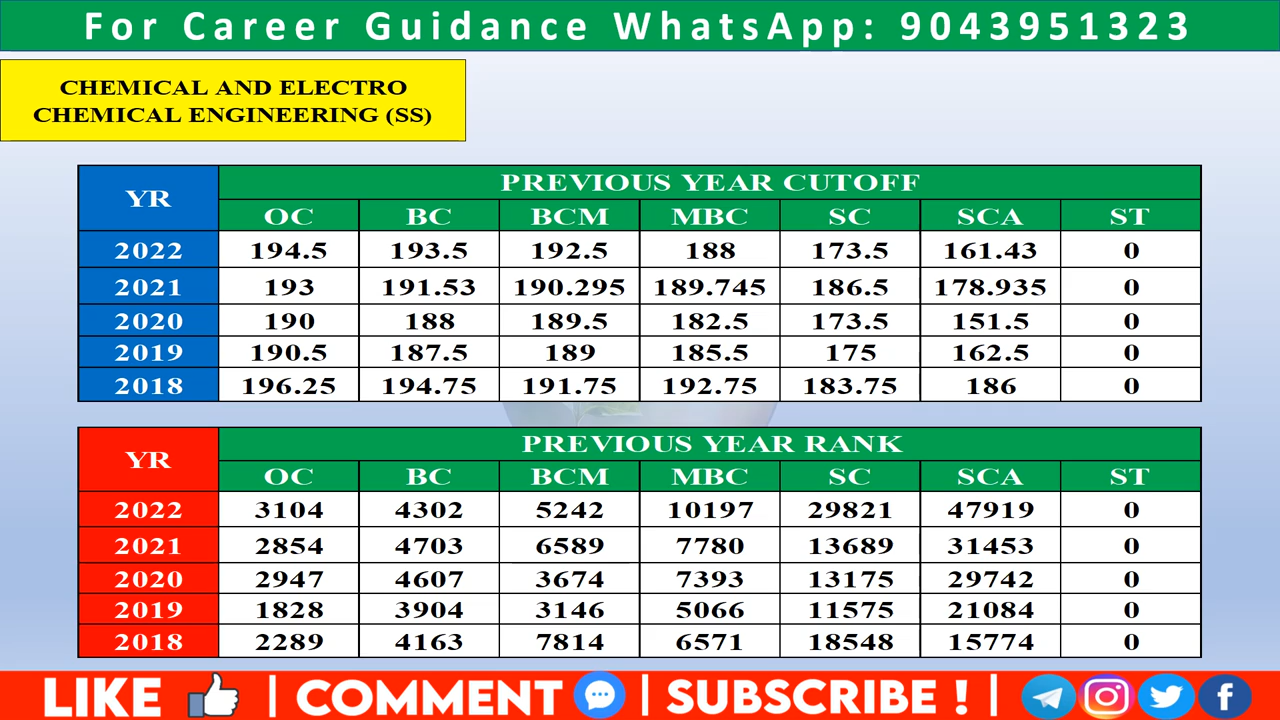 For Career Guidance WhatsApp: 9043951323
CHEMICAL AND ELECTRO
CHEMICAL ENGINEERING (SS)
YR PREVIOUS YEAR CUTOFF
OC BC BCM MBC SC SCA ST
2022 194.5 193.5 192.5 188 173.5 161.43 0
2021 193 191.53 190.295 189.745 186.5 178.935 0
2020 190 188 189.5 182.5 173.5 151.5 0
2019 190.5 187.5 189 185.5 175 162.5 0
2018 196.25 194.75 191.75 192.75 183.75 186 0
YR PREVIOUS YEAR RANK
OC BC BCM MBC SC SCA ST
2022 3104 4302 5242 10197 29821 47919 0
2021 2854 4703 6589 7780 13689 31453 0
2020 2947 4607 3674 7393 13175 29742 0
2019 1828 3904 3146 5066 11575 21084 0
2018 2289 4163 7814 6571 18548 15774 0
LIKE | COMMENT | SUBSCRIBE ! |